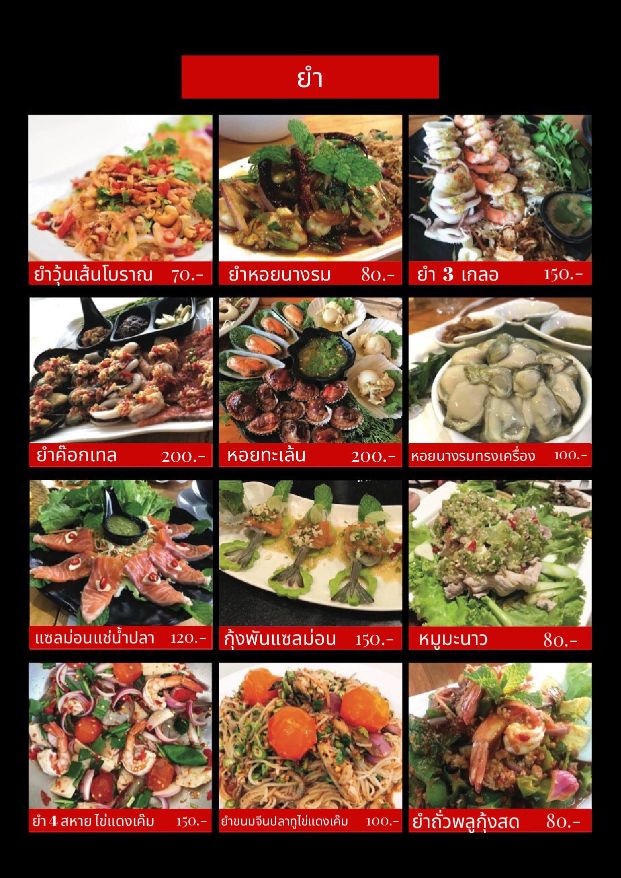 ยำ
ยำวุ้นเส้นโบราณ 70.-
ยำหอยนางรม 80.-
ยำ 3 เกลอ 150.-
ยำค๊อกเทล 200.-
หอยทะเล้น 200.-
หอยนางรมทรงเครื่อง 100.-
แซลม่อนแช่น้ำปลา 120.-
กุ้งพันแซลม่อน 150.-
หมูมะนาว 80.-
ยำ 4 สหาย ไข่แดงเค็ม 150.-
ยำขนมจีนปลาทูไข่แดงเค็ม 100.-
ยำถั่วพลูกุ้งสด 80.-